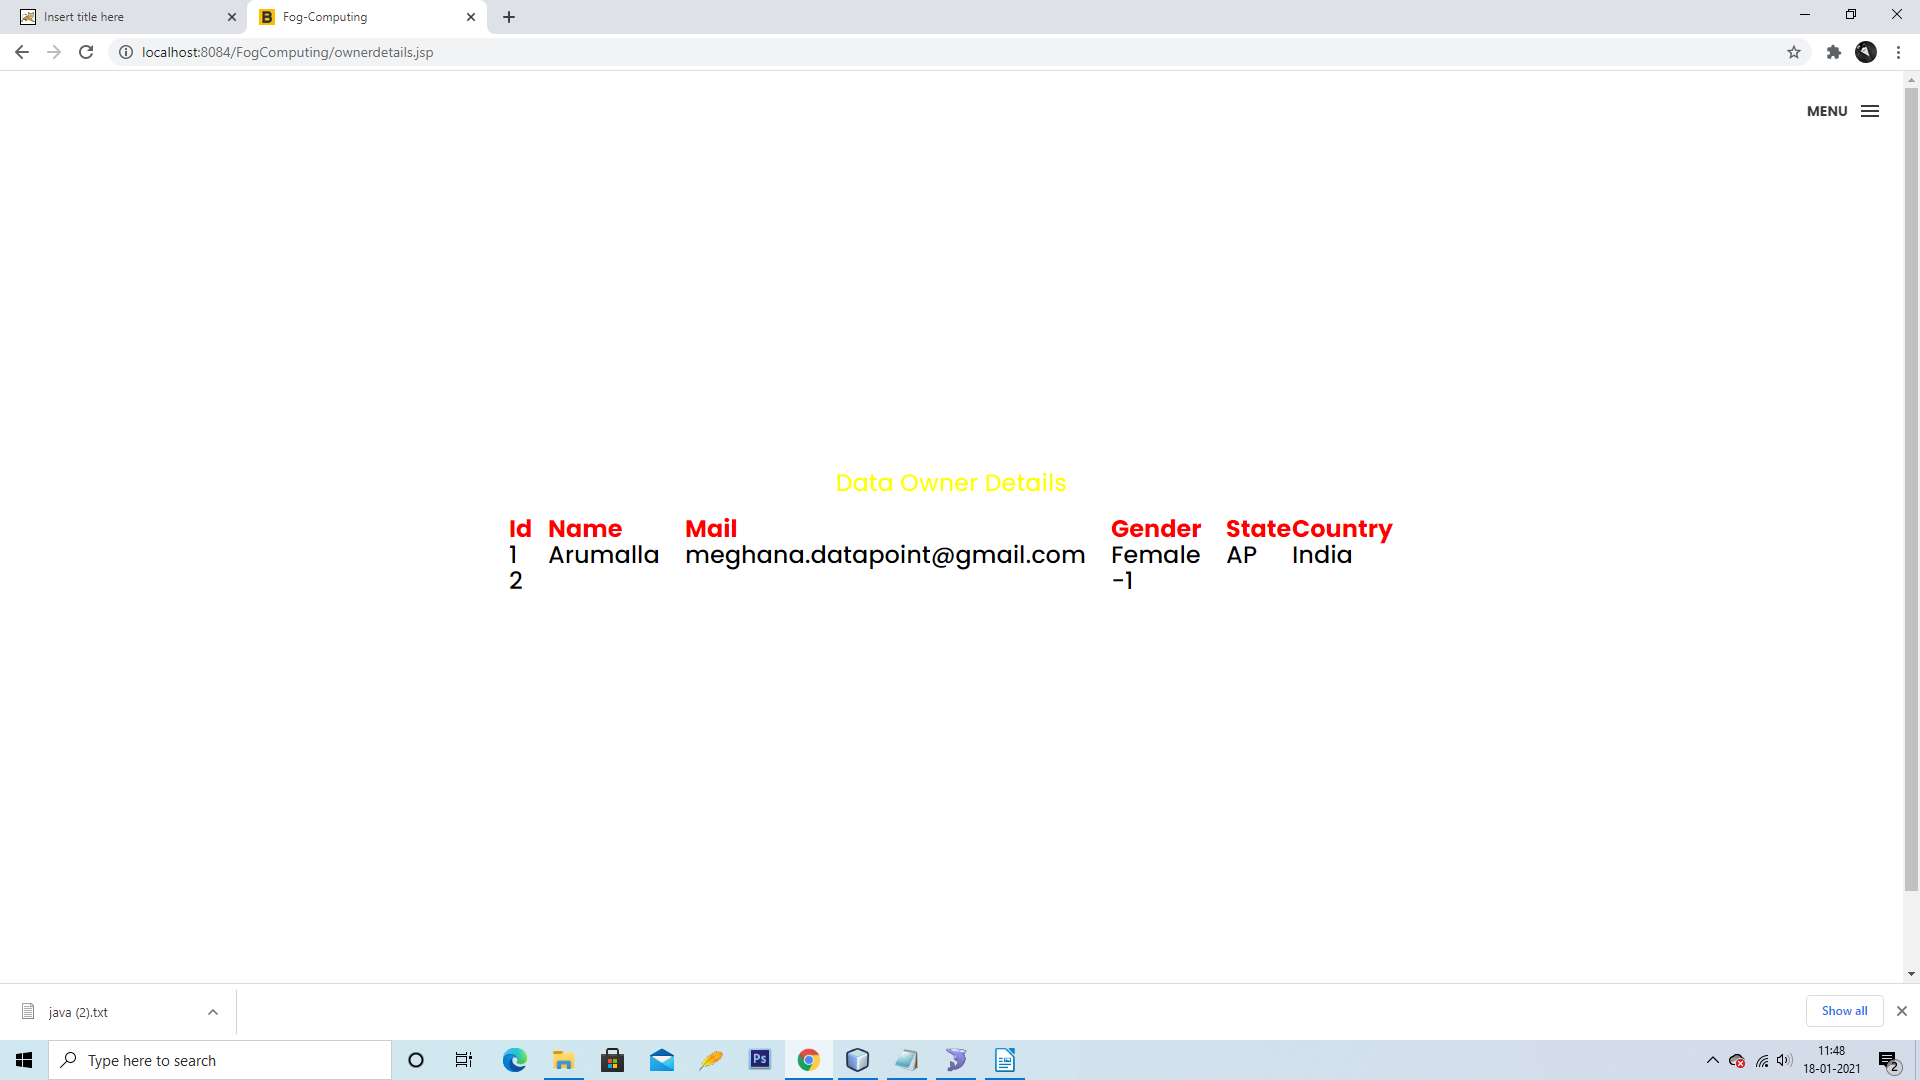 Insert title here
Fog-Computing
localhost:8084/FogComputing/ownerdetails.jsp
MENU
Data Owner Details
Id Name Mail Gender State Country
1 Arumalla meghana.datapoint@gmail.com Female AP India
2 -1
java (2).txt
Show all
Type here to search
Ps
11:48
18-01-2021
2